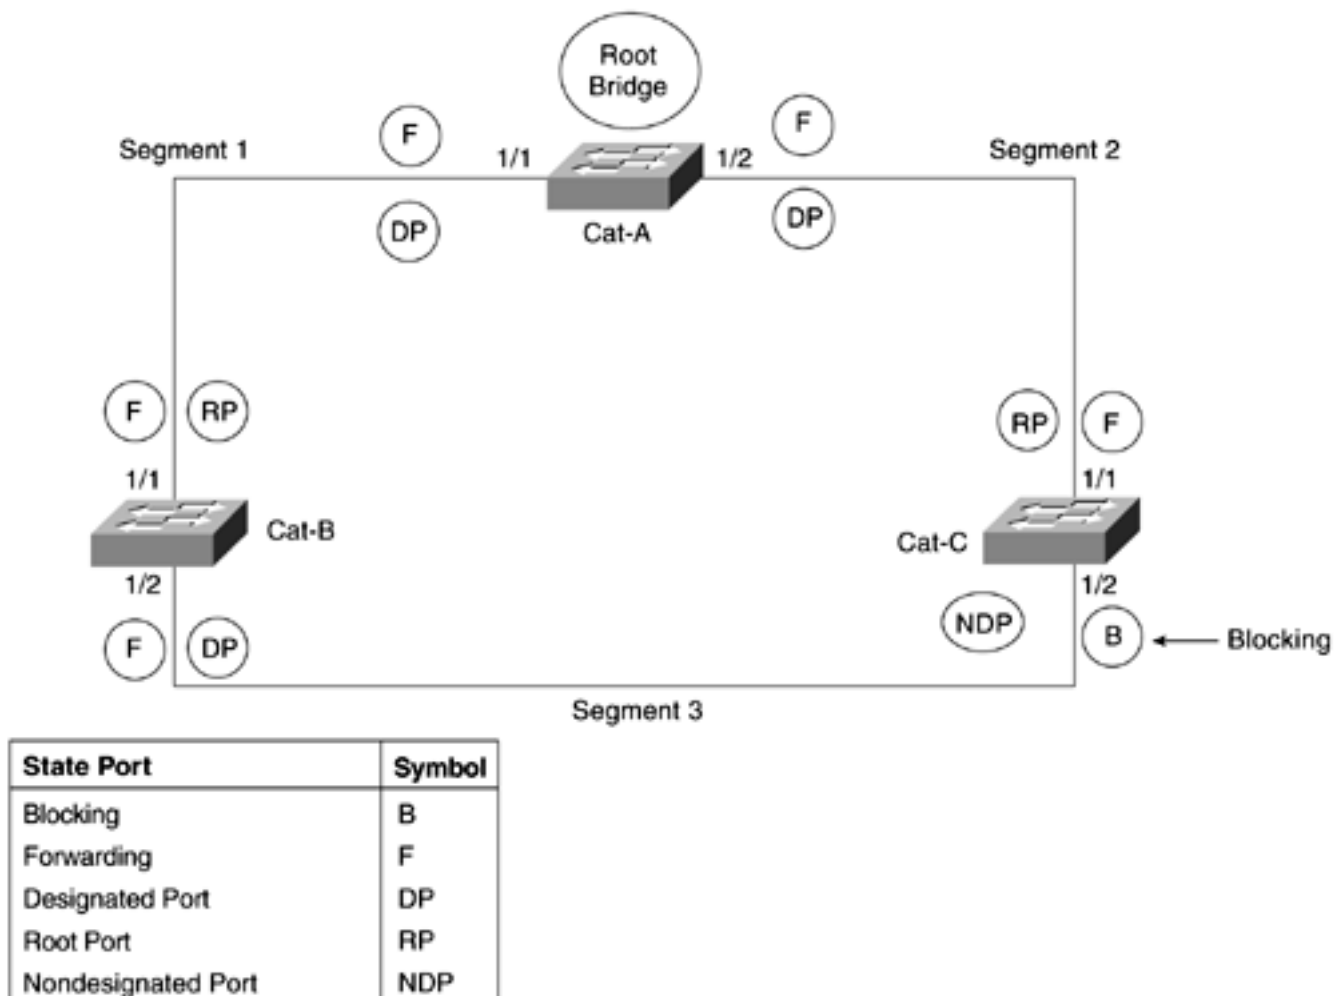 Root
Bridge
Segment 1
F
1/1
1/2
F
Segment 2
DP
Cat-A
DP
F
RP
RP
F
1/1
1/1
Cat-B
Cat-C
1/2
1/2
F
DP
NDP
B
Blocking
Segment 3
State Port Symbol
Blocking B
Forwarding F
Designated Port DP
Root Port RP
Nondesignated Port NDP